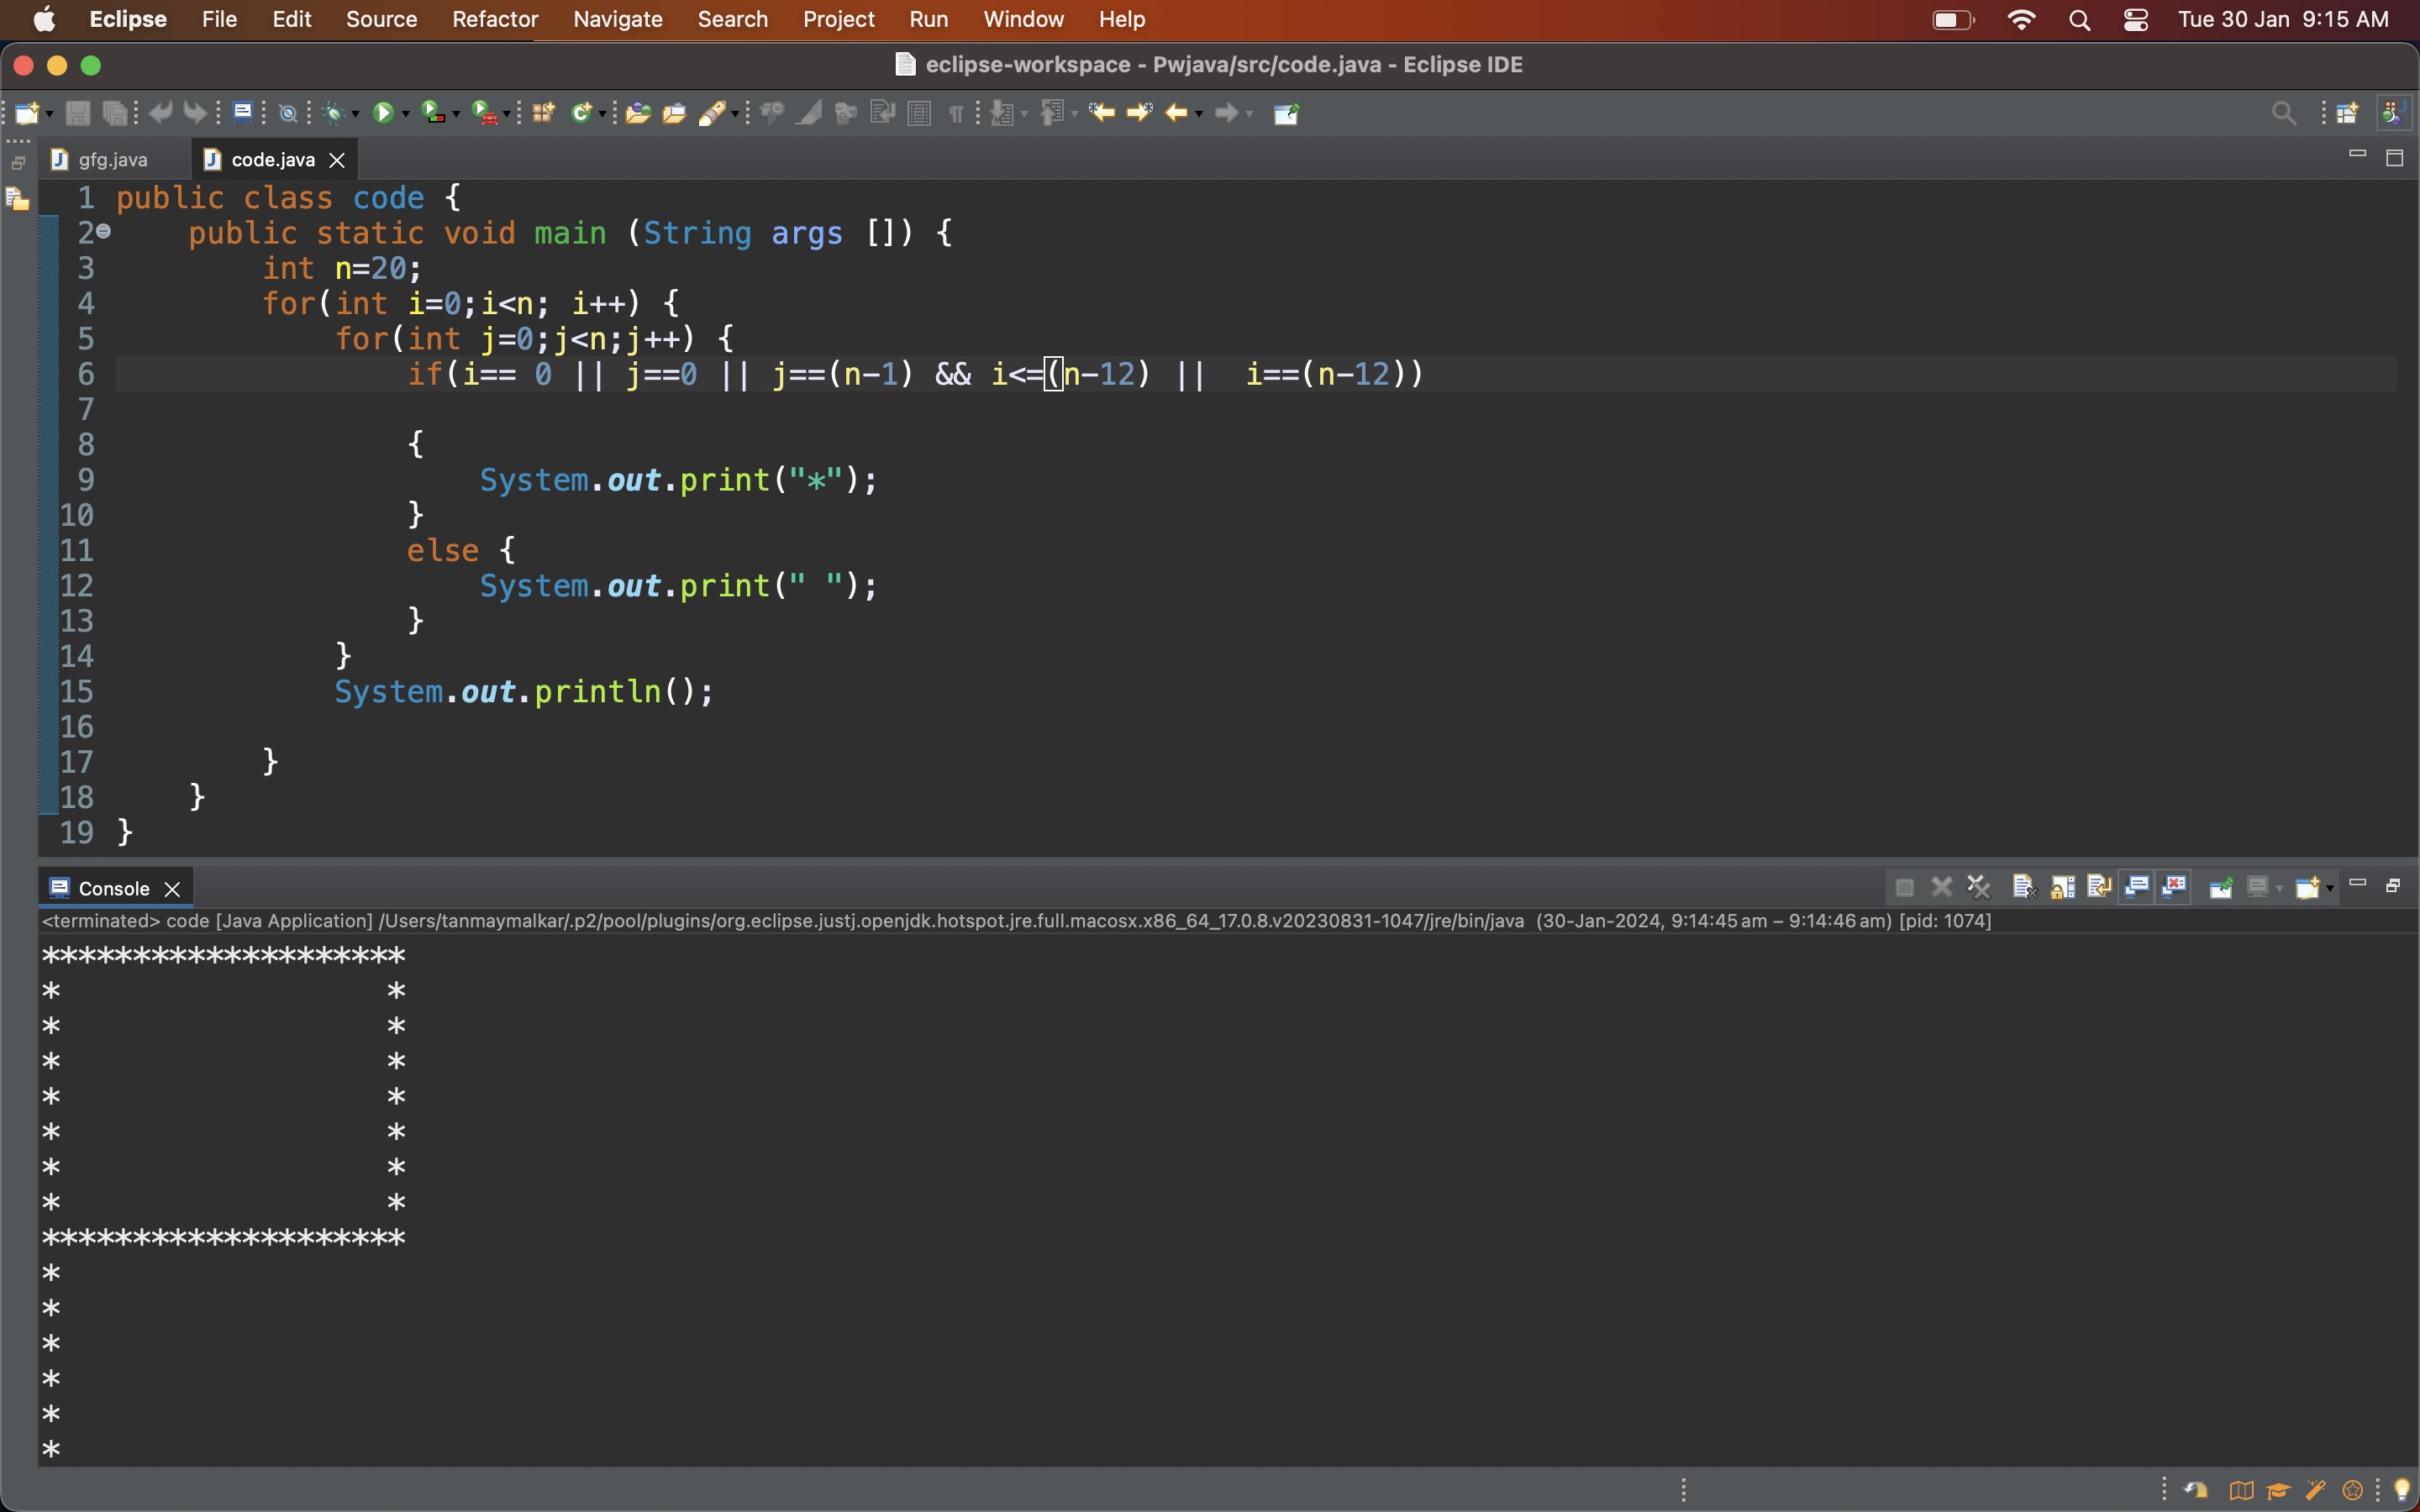 Eclipse File Edit Source Refactor Navigate Search Project Run Window Help Tue 30 Jan 9:15 AM
eclipse-workspace - Pwjava/src/code.java - Eclipse IDE
gfg.java code.java
1 public class code {
2 public static void main (String args []) {
3 int n=20;
4 for(int i=0;i<n; i++) {
5 for(int j=0;j<n;j++) {
6 if(i== 0 || j==0 || j==(n-1) && i<=(n-12) ||  i==(n-12))
7
8 {
9 System.out.print("*");
10 }
11 else {
12 System.out.print(" ");
13 }
14 }
15 System.out.println();
16
17 }
18 }
19 }
Console
<terminated> code [Java Application] /Users/tanmaymalkar/.p2/pool/plugins/org.eclipse.justj.openjdk.hotspot.jre.full.macosx.x86_64_17.0.8.v20230831-1047/jre/bin/java (30-Jan-2024, 9:14:45 am – 9:14:46 am) [pid: 1074]
********************
*                  *
*                  *
*                  *
*                  *
*                  *
*                  *
*                  *
********************
*
*
*
*
*
*